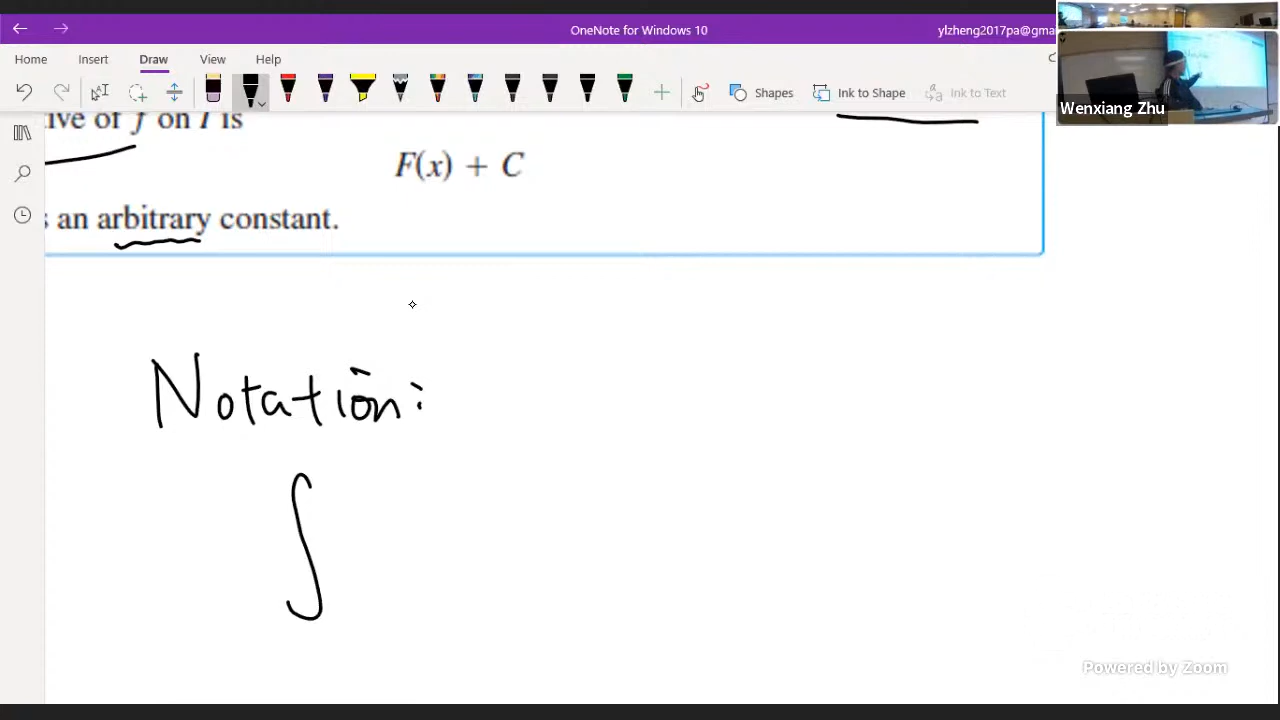 OneNote for Windows 10
ylzheng2017pa@gma
Home Insert Draw View Help
Shapes Ink to Shape Ink to Text
Wenxiang Zhu
of f on I is
F(x) + C
an arbitrary constant.
Notation:
∫
Powered by Zoom